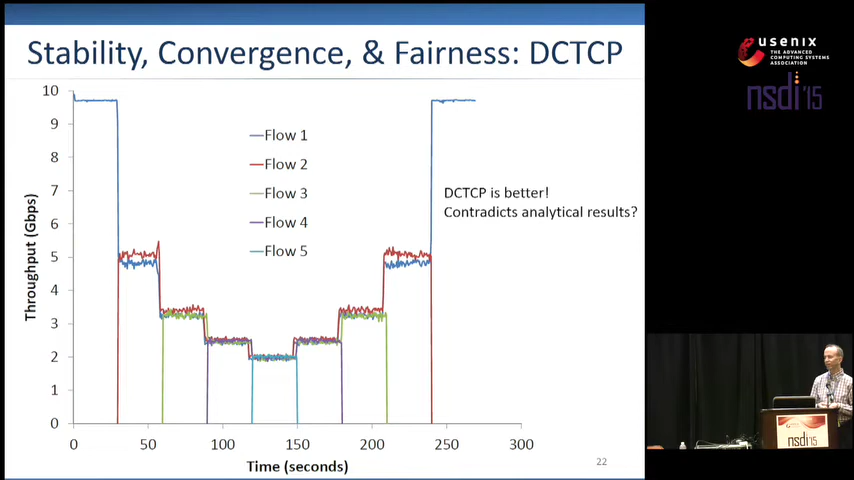 Stability, Convergence, & Fairness: DCTCP
usenix
THE ADVANCED
COMPUTING SYSTEMS
ASSOCIATION
nsdi '15
10
9
8
7
6
5
4
3
2
1
0
Throughput (Gbps)
Flow 1
Flow 2
Flow 3
Flow 4
Flow 5
DCTCP is better!
Contradicts analytical results?
0
50
100
150
200
250
300
Time (seconds)
22
nsdi'15